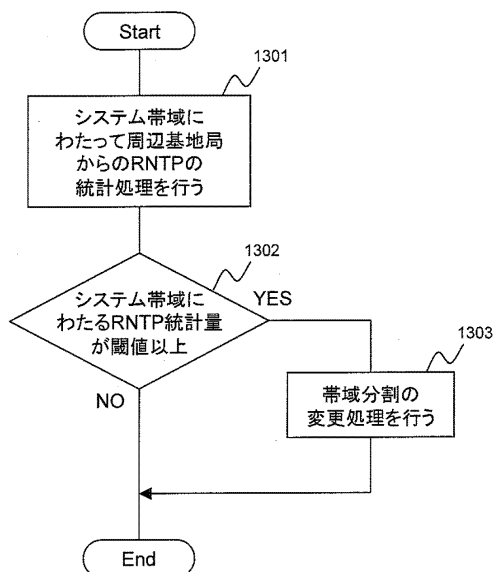 Start
1301
システム帯域に
わたって周辺基地局
からのRNTPの
統計処理を行う
1302
システム帯域に
わたるRNTP統計量
が閾値以上
YES
NO
1303
帯域分割の
変更処理を行う
End